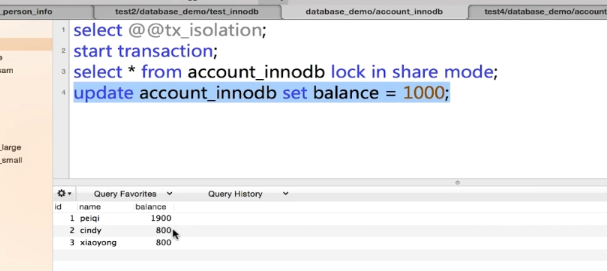 _person_info test2/database_demo/test_innodb database_demo/account_innodb test4/database_demo/account
1 select @@tx_isolation;
2 start transaction;
3 select * from account_innodb lock in share mode;
4 update account_innodb set balance = 1000;
sam
_large
_small
Query Favorites Query History
id name balance
1 peiqi 1900
2 cindy 800
3 xiaoyong 800